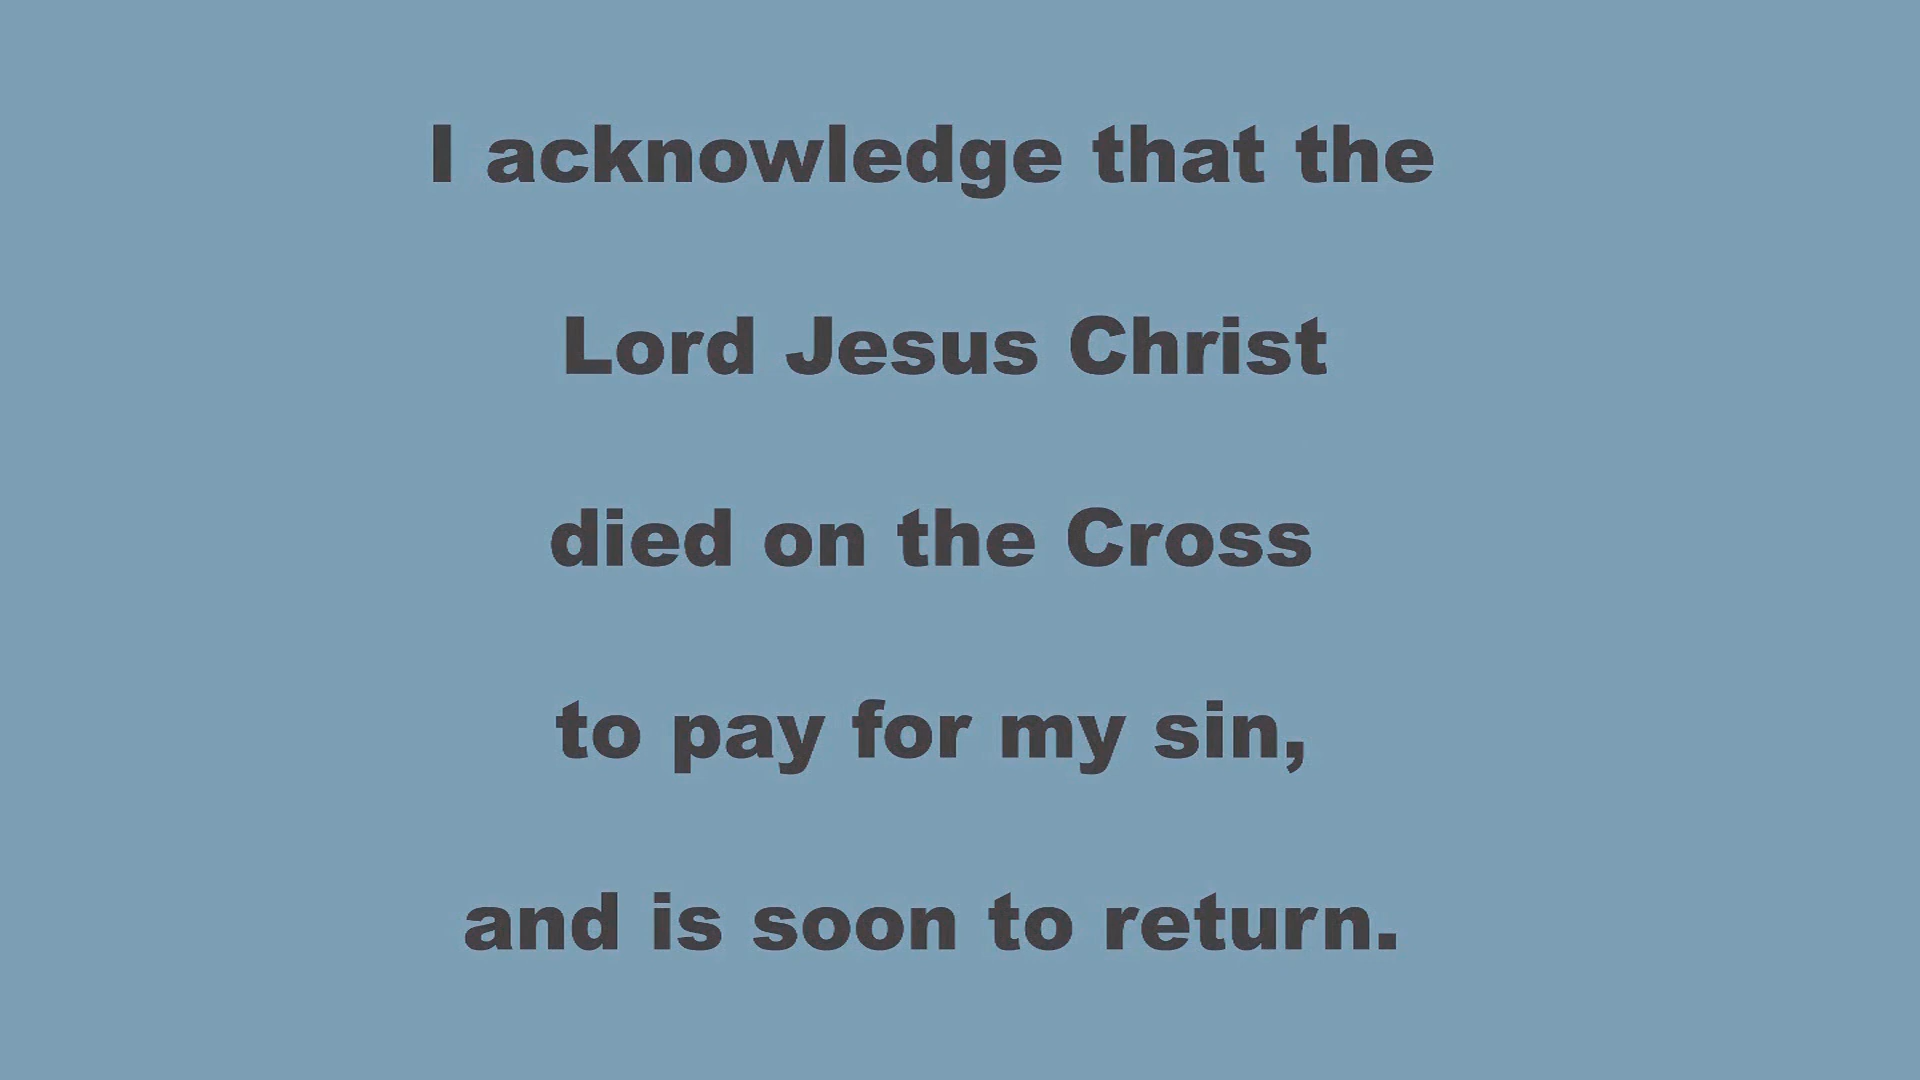 I acknowledge that the
Lord Jesus Christ
died on the Cross
to pay for my sin,
and is soon to return.